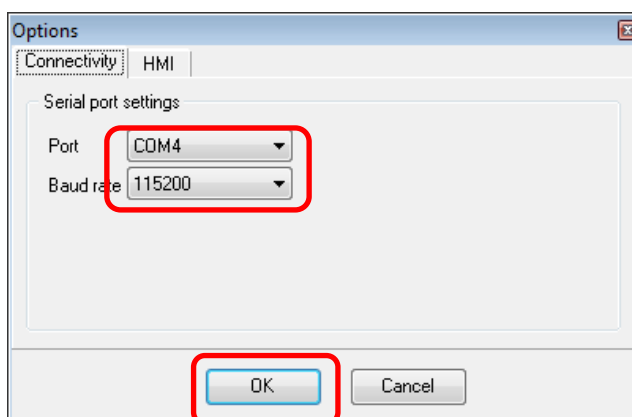 Options
Connectivity HMI
Serial port settings
Port COM4
Baud rate 115200
OK Cancel